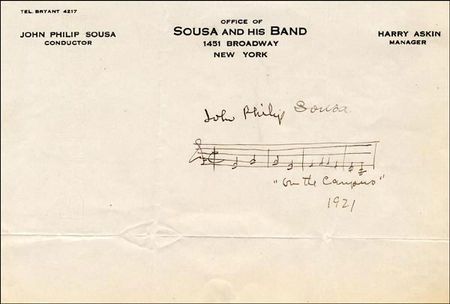 TEL. BRYANT 4217
OFFICE OF
SOUSA AND HIS BAND
1451 BROADWAY
NEW YORK
JOHN PHILIP SOUSA
CONDUCTOR
HARRY ASKIN
MANAGER
John Philip Sousa
"On the Campus"
1921